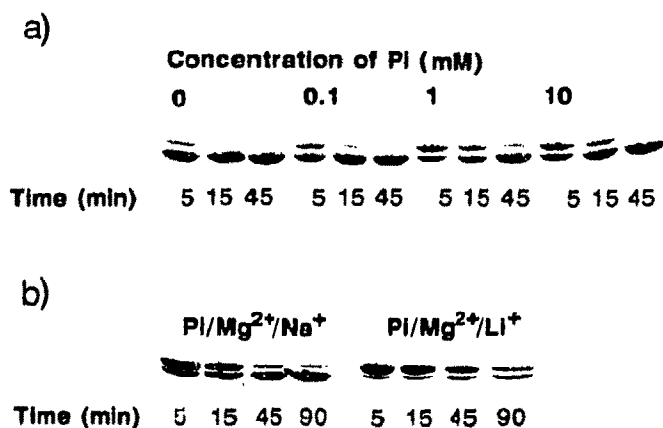 a)
Concentration of Pi (mM)
0 0.1 1 10
Time (min) 5 15 45 5 15 45 5 15 45 5 15 45
b)
Pi/Mg²⁺/Na⁺ Pi/Mg²⁺/Li⁺
Time (min) 5 15 45 90 5 15 45 90